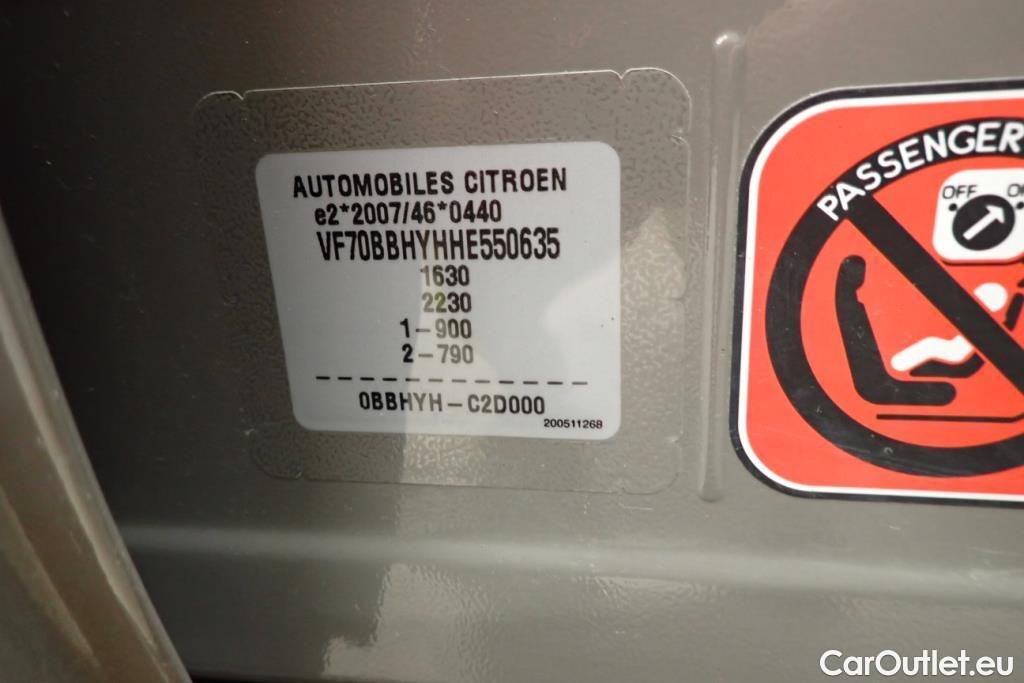 AUTOMOBILES CITROEN
e2*2007/46*0440
VF70BBHYHHE550635
1630
2230
1-900
2-790
0BBHYH-C2D000
200511268
PASSENGER
OFF
CarOutlet.eu